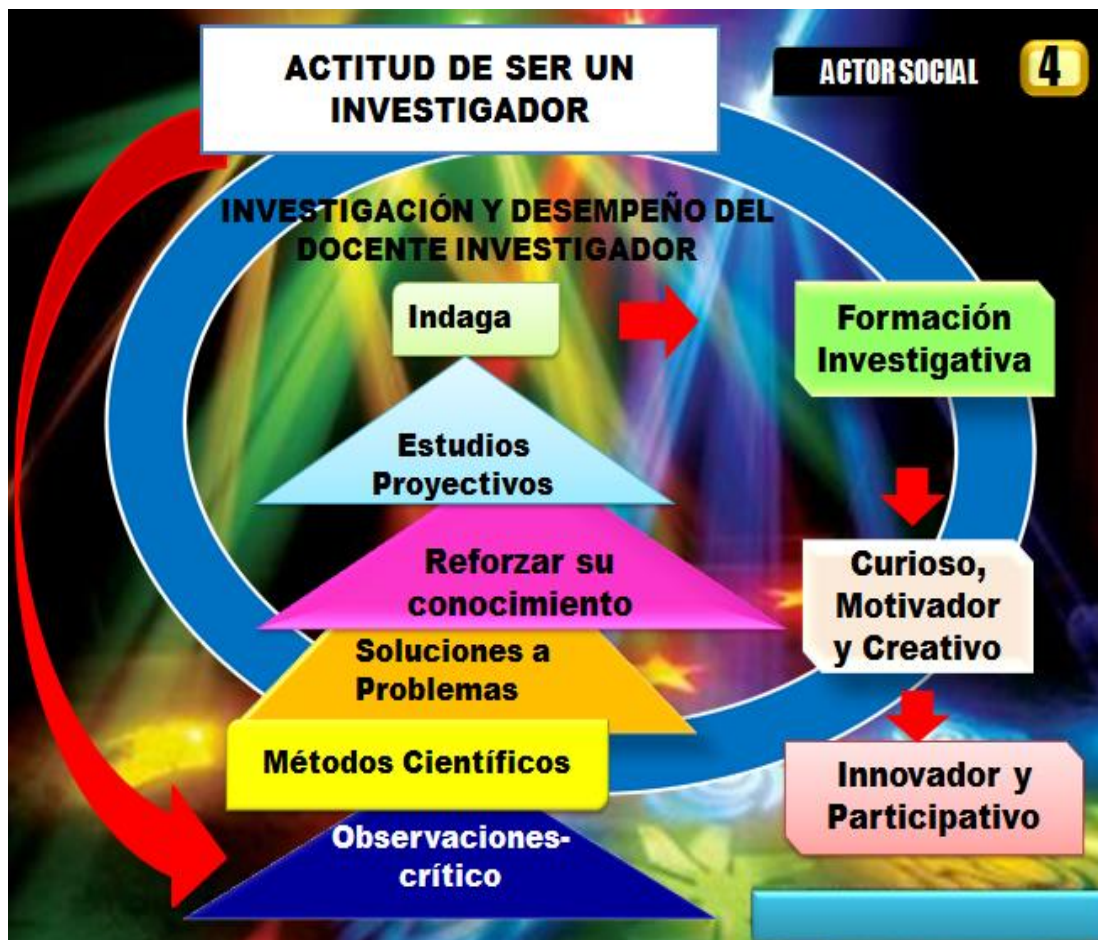 ACTITUD DE SER UN
INVESTIGADOR
ACTOR SOCIAL
4
INVESTIGACIÓN Y DESEMPEÑO DEL
DOCENTE INVESTIGADOR
Indaga
Formación
Investigativa
Estudios
Proyectivos
Reforzar su
conocimiento
Curioso,
Motivador
y Creativo
Soluciones a
Problemas
Métodos Científicos
Innovador y
Participativo
Observaciones-
crítico